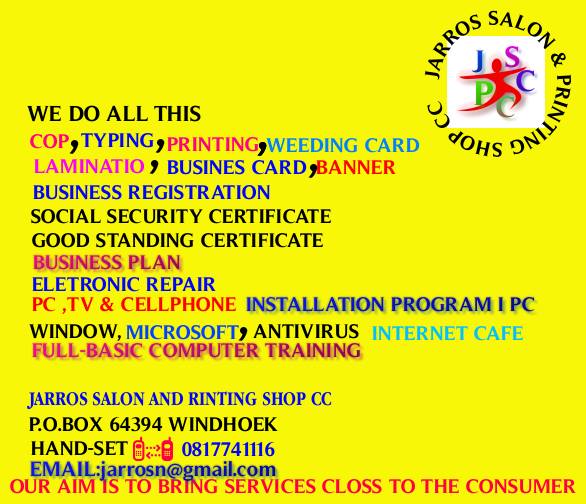 JARROS SALON & PRINTING SHOP CC
J S
P C C
WE DO ALL THIS
COP, TYPING, PRINTING, WEEDING CARD
LAMINATIO , BUSINES CARD, BANNER
BUSINESS REGISTRATION
SOCIAL SECURITY CERTIFICATE
GOOD STANDING CERTIFICATE
BUSINESS PLAN
ELETRONIC REPAIR
PC ,TV & CELLPHONE INSTALLATION PROGRAM I PC
WINDOW, MICROSOFT, ANTIVIRUS INTERNET CAFE
FULL-BASIC COMPUTER TRAINING
JARROS SALON AND RINTING SHOP CC
P.O.BOX 64394 WINDHOEK
HAND-SET 0817741116
EMAIL:jarrosn@gmail.com
OUR AIM IS TO BRING SERVICES CLOSS TO THE CONSUMER